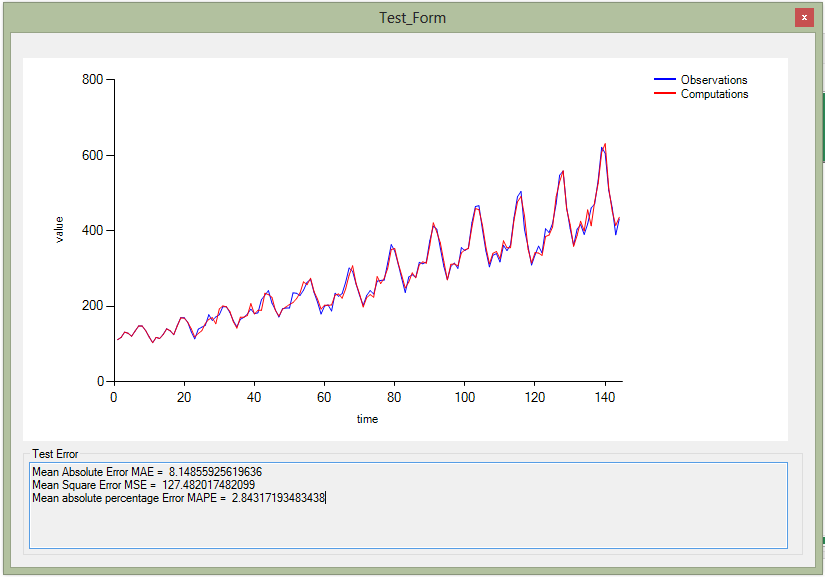 Test_Form
x
Observations
Computations
800
600
400
200
0
value
0 20 40 60 80 100 120 140
time
Test Error
Mean Absolute Error MAE = 8.14855925619636
Mean Square Error MSE = 127.482017482099
Mean absolute percentage Error MAPE = 2.84317193483438